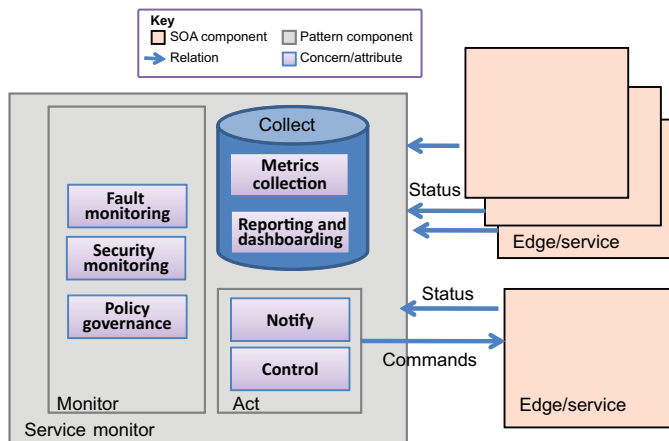 Key
SOA component
Pattern component
Relation
Concern/attribute
Collect
Metrics
collection
Reporting and
dashboarding
Fault
monitoring
Security
monitoring
Policy
governance
Monitor
Notify
Control
Act
Service monitor
Status
Edge/service
Status
Commands
Edge/service